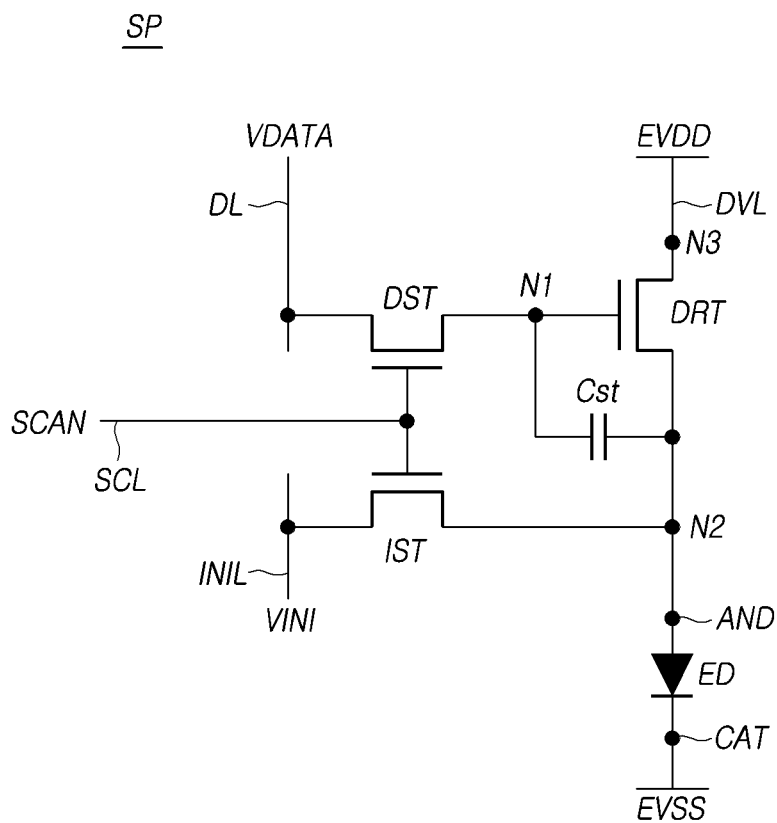 SP
VDATA
EVDD
DL
DVL
N3
DST
N1
DRT
Cst
SCAN
SCL
N2
IST
INIL
VINI
AND
ED
CAT
EVSS